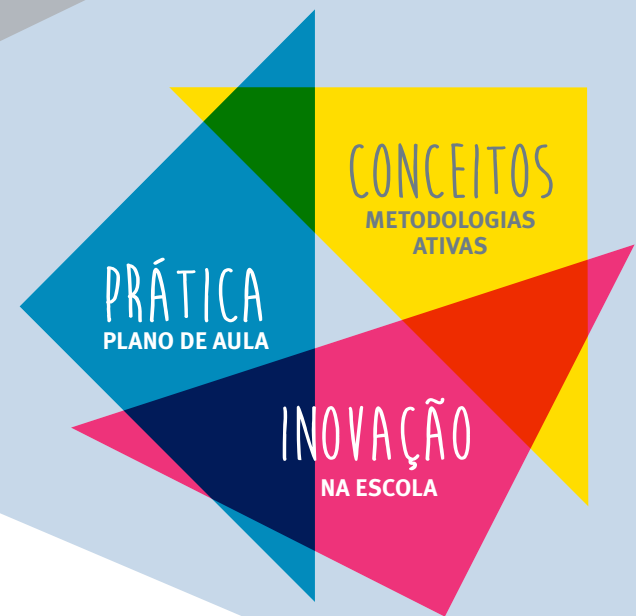 CONCEITOS
METODOLOGIAS
ATIVAS
PRÁTICA
PLANO DE AULA
INOVAÇÃO
NA ESCOLA